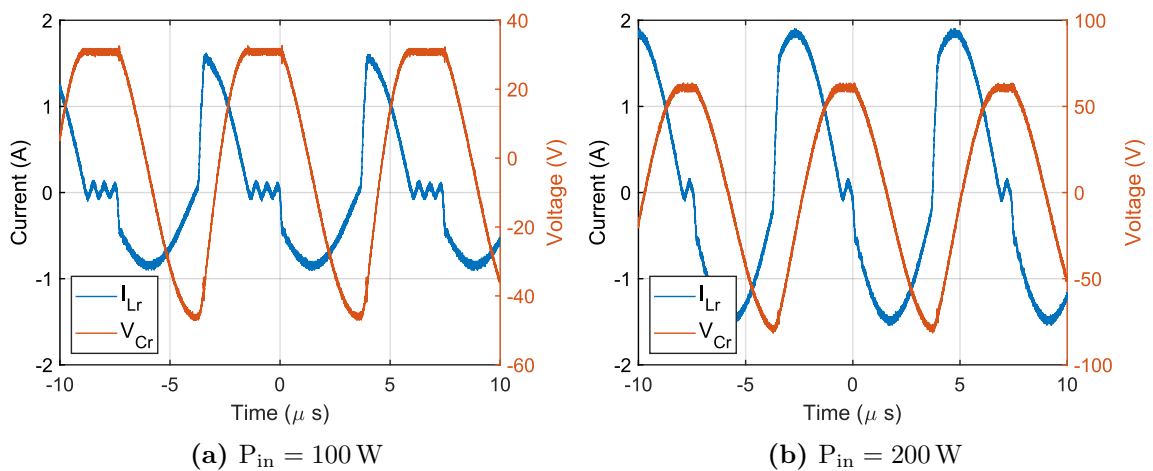 2
1
0
-1
-2
Current (A)
40
20
0
-20
-40
-60
Voltage (V)
-10
-5
0
5
10
Time (μ s)
I_Lr
V_Cr
(a) P_in = 100 W
2
1
0
-1
-2
Current (A)
100
50
0
-50
-100
Voltage (V)
-10
-5
0
5
10
Time (μ s)
I_Lr
V_Cr
(b) P_in = 200 W